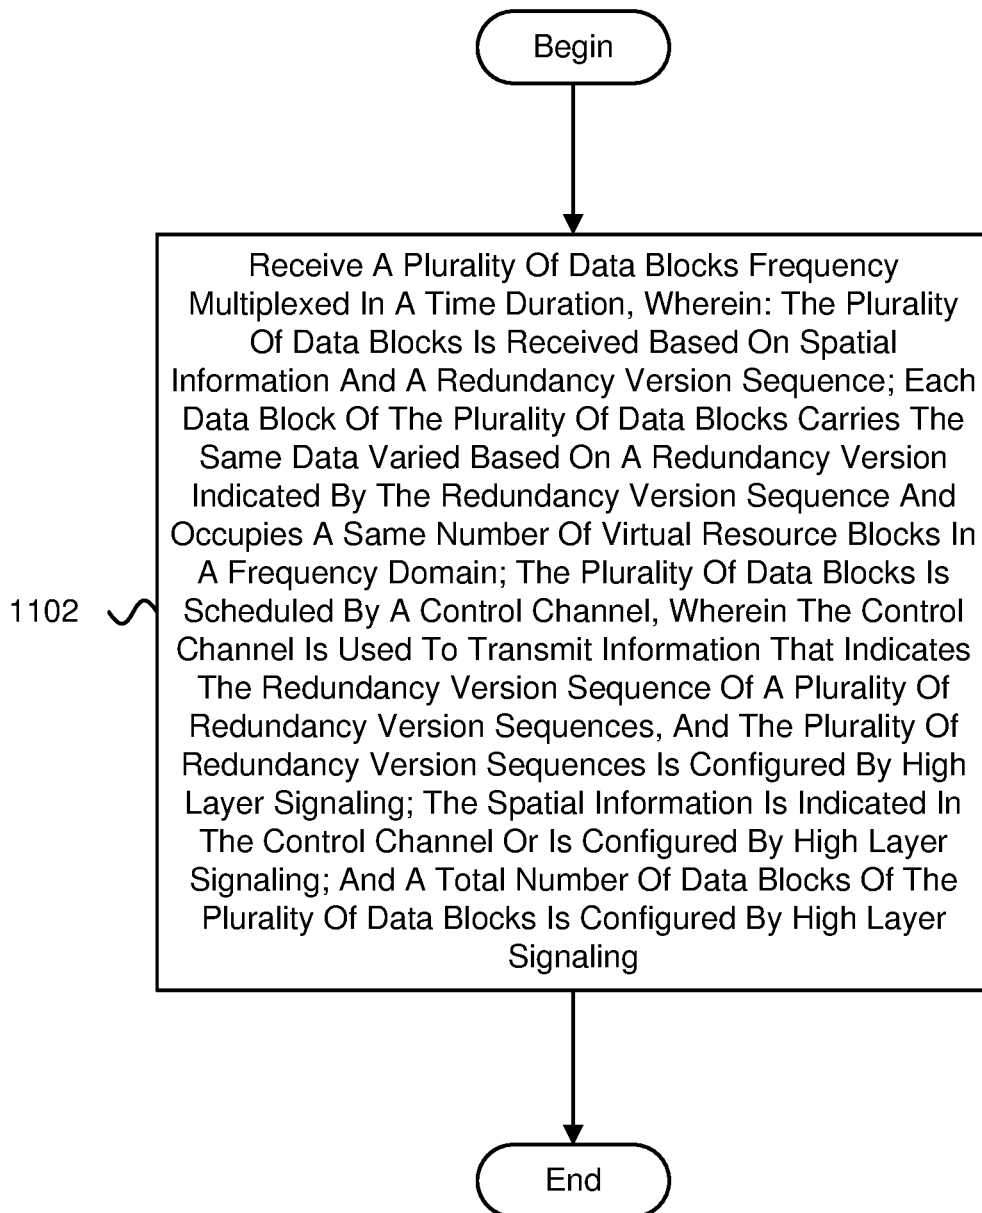 Begin
Receive A Plurality Of Data Blocks Frequency
Multiplexed In A Time Duration, Wherein: The Plurality
Of Data Blocks Is Received Based On Spatial
Information And A Redundancy Version Sequence; Each
Data Block Of The Plurality Of Data Blocks Carries The
Same Data Varied Based On A Redundancy Version
Indicated By The Redundancy Version Sequence And
Occupies A Same Number Of Virtual Resource Blocks In
A Frequency Domain; The Plurality Of Data Blocks Is
Scheduled By A Control Channel, Wherein The Control
Channel Is Used To Transmit Information That Indicates
The Redundancy Version Sequence Of A Plurality Of
Redundancy Version Sequences, And The Plurality Of
Redundancy Version Sequences Is Configured By High
Layer Signaling; The Spatial Information Is Indicated In
The Control Channel Or Is Configured By High Layer
Signaling; And A Total Number Of Data Blocks Of The
Plurality Of Data Blocks Is Configured By High Layer
Signaling
1102
End